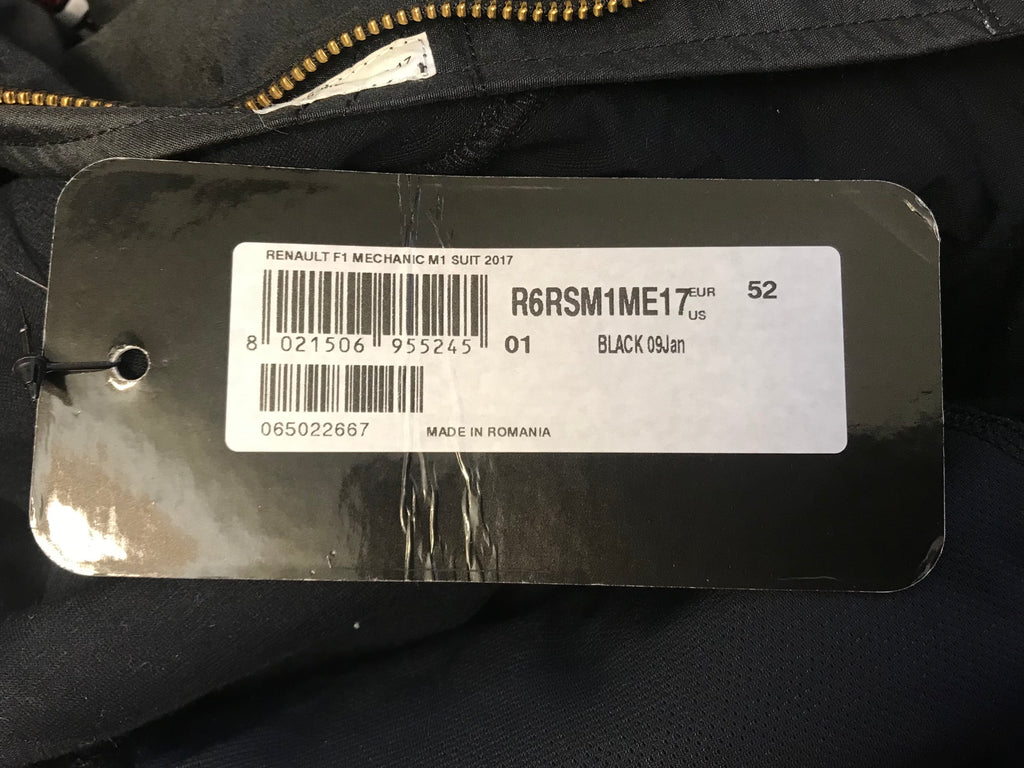 RENAULT F1 MECHANIC M1 SUIT 2017
R6RSM1ME17 EUR 52
US
8 021506 955245 01 BLACK 09Jan
065022667 MADE IN ROMANIA